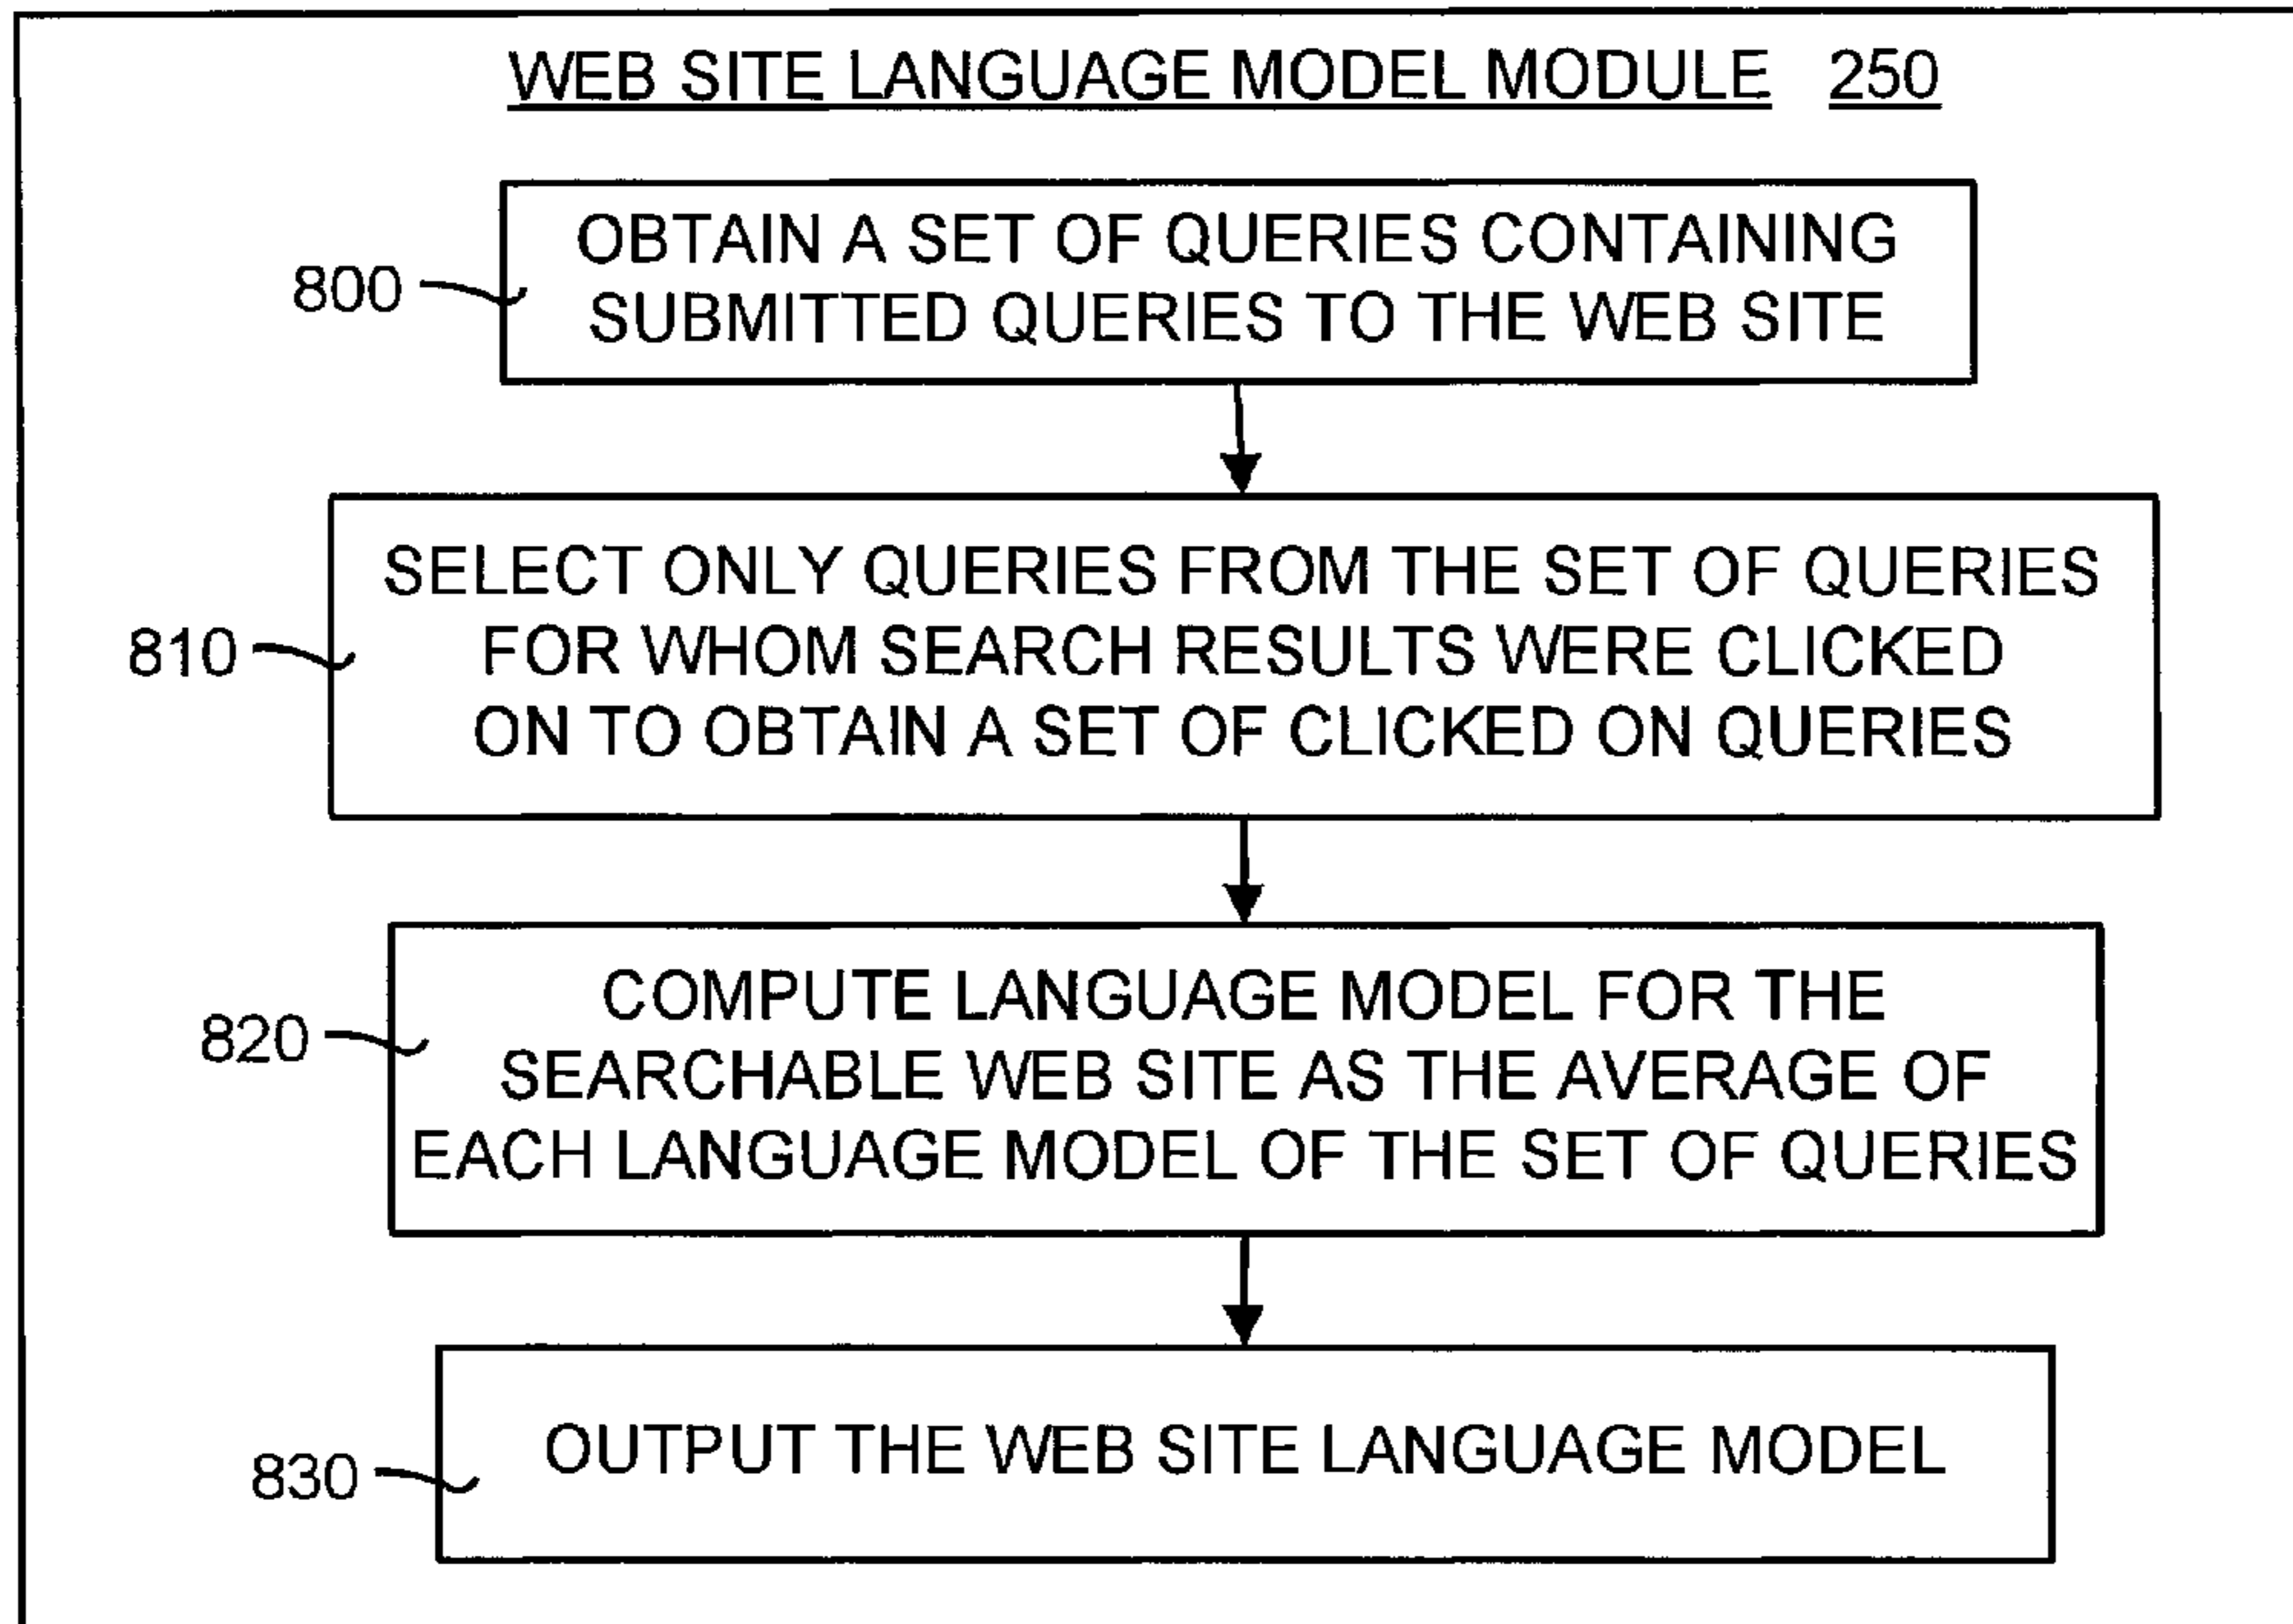 WEB SITE LANGUAGE MODEL MODULE 250
OBTAIN A SET OF QUERIES CONTAINING
SUBMITTED QUERIES TO THE WEB SITE
800
SELECT ONLY QUERIES FROM THE SET OF QUERIES
FOR WHOM SEARCH RESULTS WERE CLICKED
ON TO OBTAIN A SET OF CLICKED ON QUERIES
810
COMPUTE LANGUAGE MODEL FOR THE
SEARCHABLE WEB SITE AS THE AVERAGE OF
EACH LANGUAGE MODEL OF THE SET OF QUERIES
820
OUTPUT THE WEB SITE LANGUAGE MODEL
830